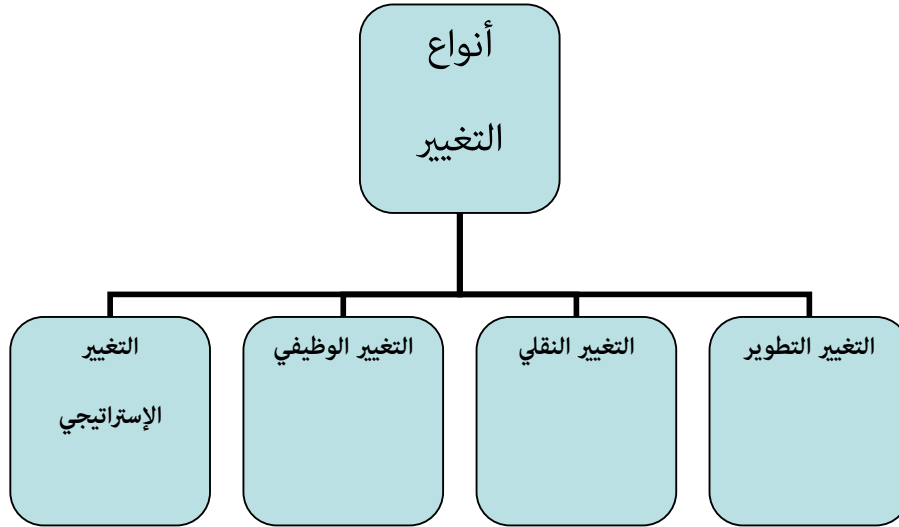 أنواع
التغيير
التغيير التطوير
التغيير النقلي
التغيير الوظيفي
التغيير
الإستراتيجي